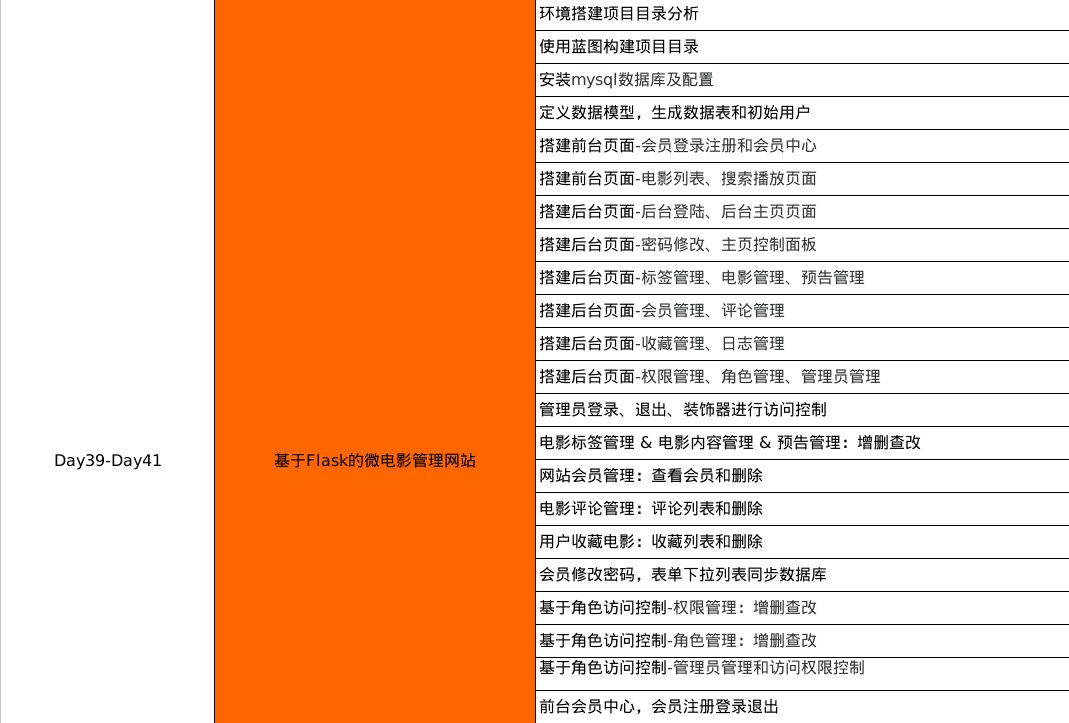 环境搭建项目目录分析
使用蓝图构建项目目录
安装mysql数据库及配置
定义数据模型，生成数据表和初始用户
搭建前台页面-会员登录注册和会员中心
搭建前台页面-电影列表、搜索播放页面
搭建后台页面-后台登陆、后台主页页面
搭建后台页面-密码修改、主页控制面板
搭建后台页面-标签管理、电影管理、预告管理
搭建后台页面-会员管理、评论管理
搭建后台页面-收藏管理、日志管理
搭建后台页面-权限管理、角色管理、管理员管理
管理员登录、退出、装饰器进行访问控制
电影标签管理 & 电影内容管理 & 预告管理：增删查改
Day39-Day41
基于Flask的微电影管理网站
网站会员管理：查看会员和删除
电影评论管理：评论列表和删除
用户收藏电影：收藏列表和删除
会员修改密码，表单下拉列表同步数据库
基于角色访问控制-权限管理：增删查改
基于角色访问控制-角色管理：增删查改
基于角色访问控制-管理员管理和访问权限控制
前台会员中心，会员注册登录退出